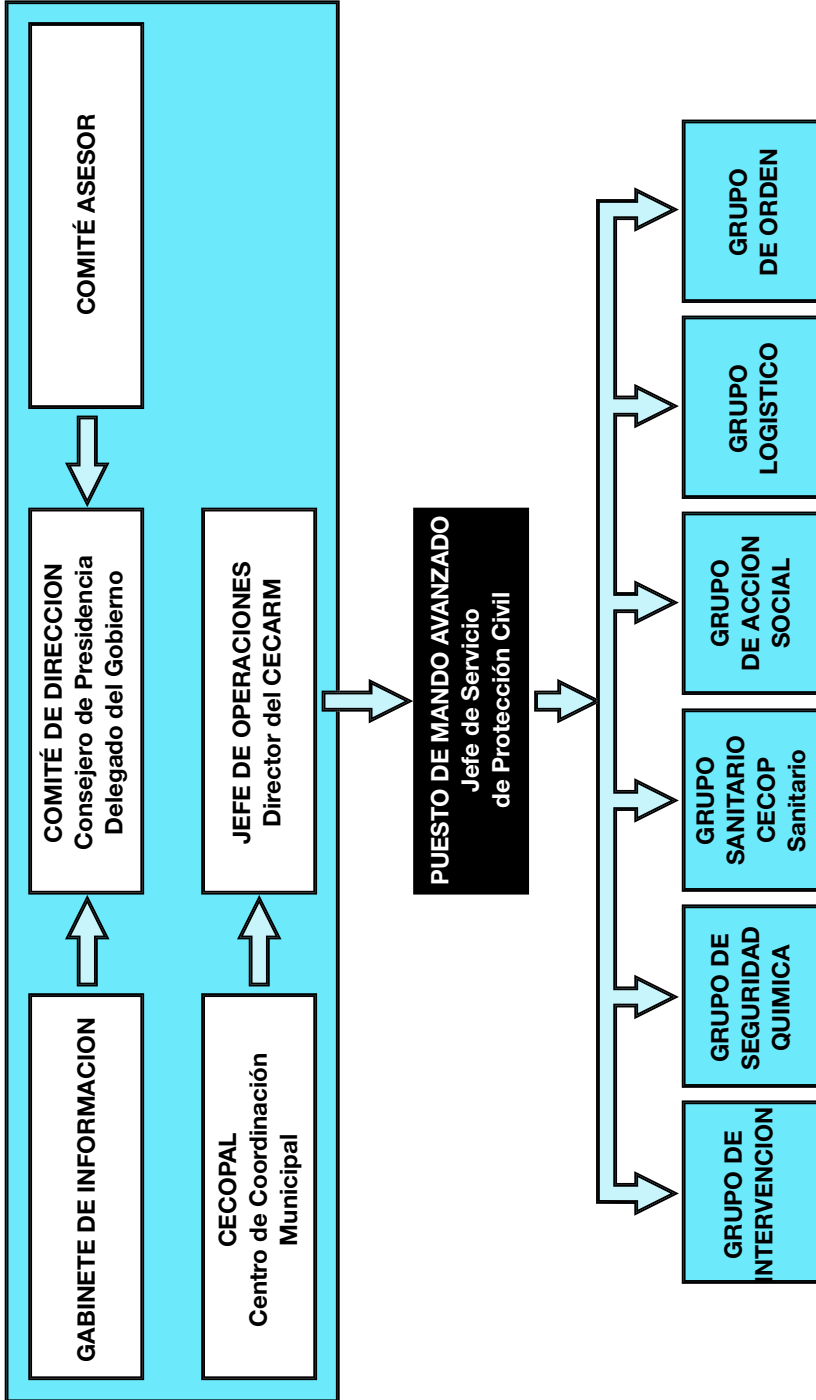 GABINETE DE INFORMACION
COMITÉ DE DIRECCION
Consejero de Presidencia
Delegado del Gobierno
COMITÉ ASESOR
CECOPAL
Centro de Coordinación
Municipal
JEFE DE OPERACIONES
Director del CECARM
PUESTO DE MANDO AVANZADO
Jefe de Servicio
de Protección Civil
GRUPO DE
INTERVENCION
GRUPO DE
SEGURIDAD
QUIMICA
GRUPO
SANITARIO
CECOP
Sanitario
GRUPO
DE ACCION
SOCIAL
GRUPO
LOGISTICO
GRUPO
DE ORDEN